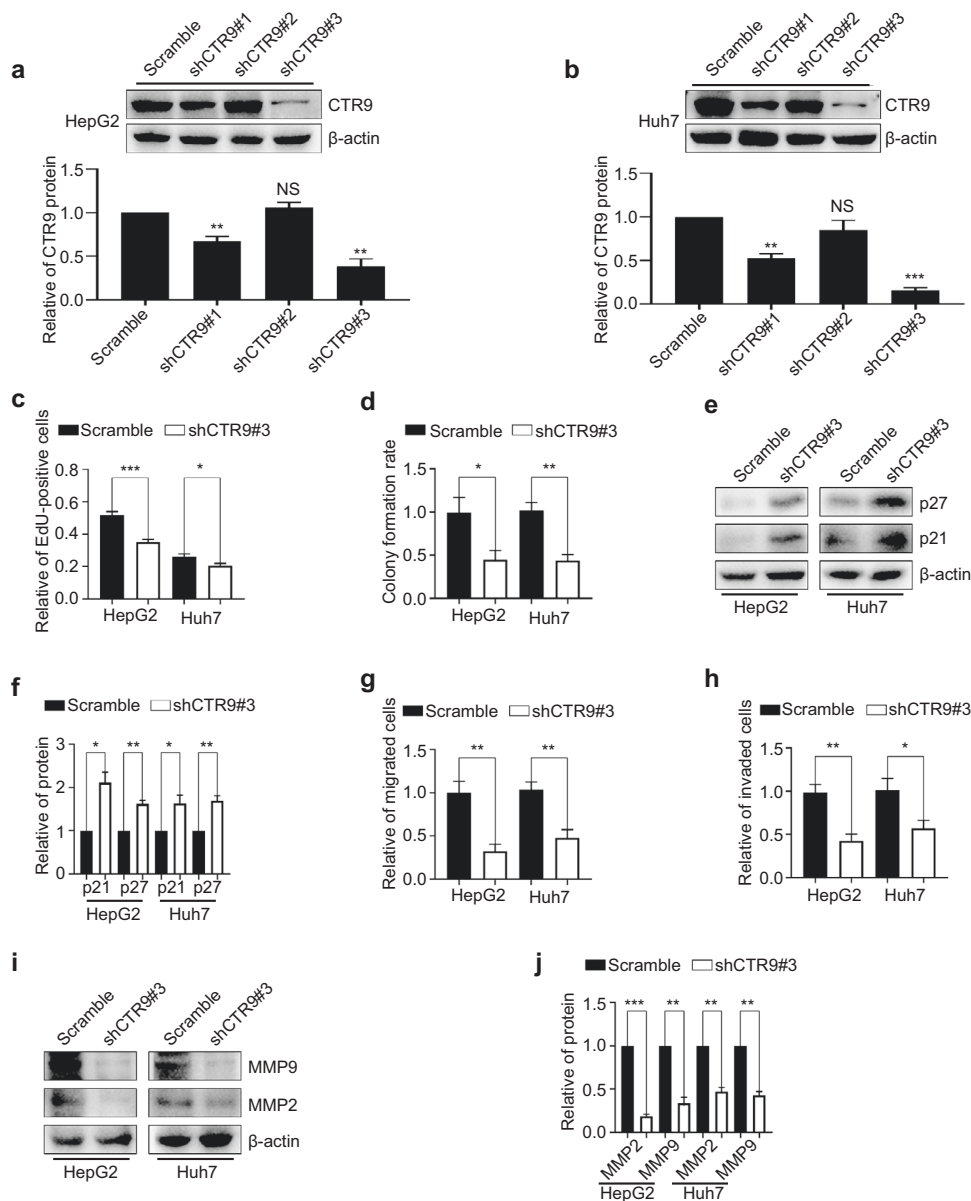 a
Scramble
shCTR9#1
shCTR9#2
shCTR9#3
HepG2
CTR9
β-actin
Relative of CTR9 protein
1.5
1.0
0.5
0.0
**
NS
**
Scramble
shCTR9#1
shCTR9#2
shCTR9#3
b
Scramble
shCTR9#1
shCTR9#2
shCTR9#3
Huh7
CTR9
β-actin
Relative of CTR9 protein
1.5
1.0
0.5
0.0
**
NS
***
Scramble
shCTR9#1
shCTR9#2
shCTR9#3
c
Scramble shCTR9#3
Relative of EdU-positive cells
0.8
0.6
0.4
0.2
0.0
*** *
HepG2 Huh7
d
Scramble shCTR9#3
Colony formation rate
1.5
1.0
0.5
0.0
* **
HepG2 Huh7
e
Scramble
shCTR9#3
Scramble
shCTR9#3
p27
p21
β-actin
HepG2 Huh7
f
Scramble shCTR9#3
Relative of protein
3
2
1
0
* ** * **
p21 p27 p21 p27
HepG2 Huh7
g
Scramble shCTR9#3
Relative of migrated cells
1.5
1.0
0.5
0.0
** **
HepG2 Huh7
h
Scramble shCTR9#3
Relative of invaded cells
1.5
1.0
0.5
0.0
** *
HepG2 Huh7
i
Scramble
shCTR9#3
Scramble
shCTR9#3
MMP9
MMP2
β-actin
HepG2 Huh7
j
Scramble shCTR9#3
Relative of protein
1.5
1.0
0.5
0.0
*** ** ** **
MMP2 MMP9 MMP2 MMP9
HepG2 Huh7